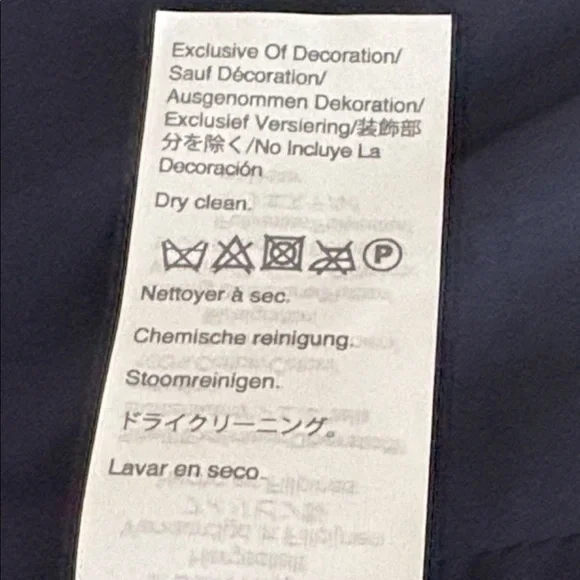 Exclusive Of Decoration/
Sauf Décoration/
Ausgenommen Dekoration/
Exclusief Versiering/装飾部
分を除く/No Incluye La
Decoración
Dry clean.
P
Nettoyer à sec.
Chemische reinigung.
Stoomreinigen.
ドライクリーニング。
Lavar en seco.